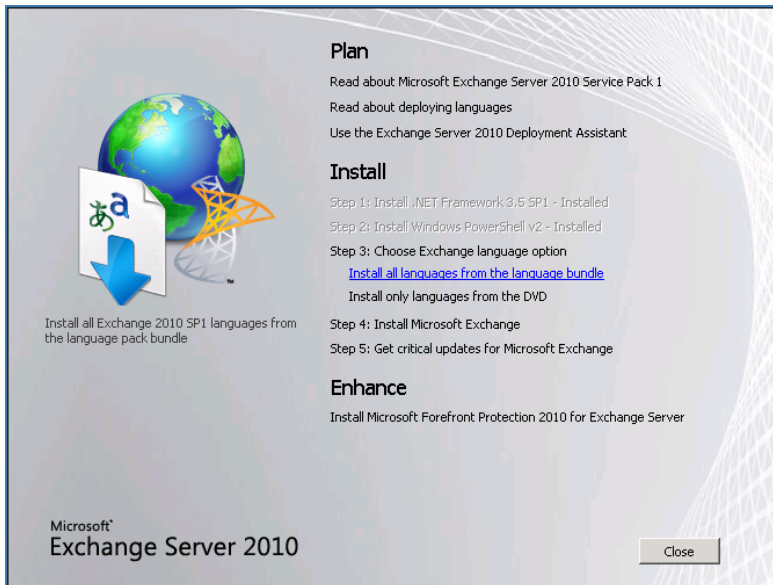 Plan
Read about Microsoft Exchange Server 2010 Service Pack 1
Read about deploying languages
Use the Exchange Server 2010 Deployment Assistant
Install
Step 1: Install .NET Framework 3.5 SP1 - Installed
Step 2: Install Windows PowerShell v2 - Installed
Step 3: Choose Exchange language option
Install all languages from the language bundle
Install only languages from the DVD
Step 4: Install Microsoft Exchange
Step 5: Get critical updates for Microsoft Exchange
Enhance
Install Microsoft Forefront Protection 2010 for Exchange Server
あa
™
Install all Exchange 2010 SP1 languages from
the language pack bundle
Microsoft®
Exchange Server 2010
Close